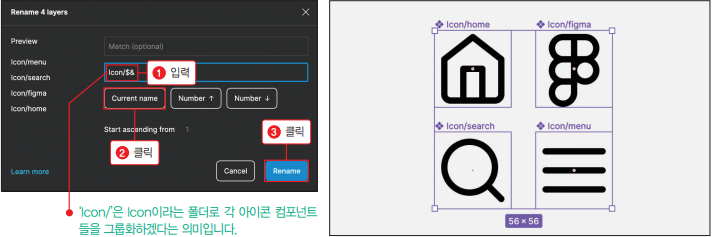 Rename 4 layers
Preview
Match (optional)
Icon/menu
Icon/search
Icon/figma
Icon/home
Icon/$&
1 입력
Current name
Number ↑
Number ↓
Start ascending from 1
2 클릭
3 클릭
Learn more
Cancel
Rename
'Icon/'은 Icon이라는 폴더로 각 아이콘 컴포넌트
들을 그룹화하겠다는 의미입니다.
Icon/home
Icon/figma
Icon/search
Icon/menu
56 × 56